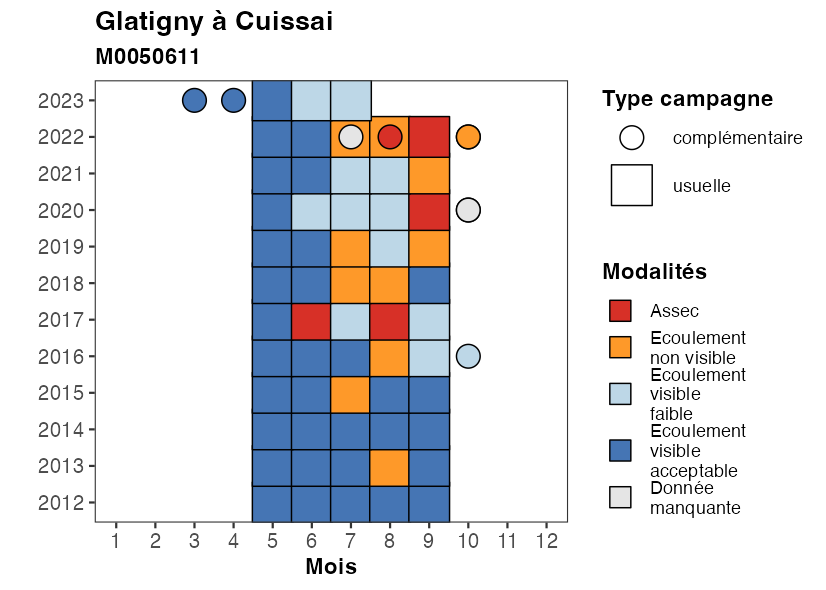 Glatigny à Cuissai
M0050611
2023
2022
2021
2020
2019
2018
2017
2016
2015
2014
2013
2012
1 2 3 4 5 6 7 8 9 10 11 12
Mois
Type campagne
complémentaire
usuelle
Modalités
Assec
Ecoulement
non visible
Ecoulement
visible
faible
Ecoulement
visible
acceptable
Donnée
manquante